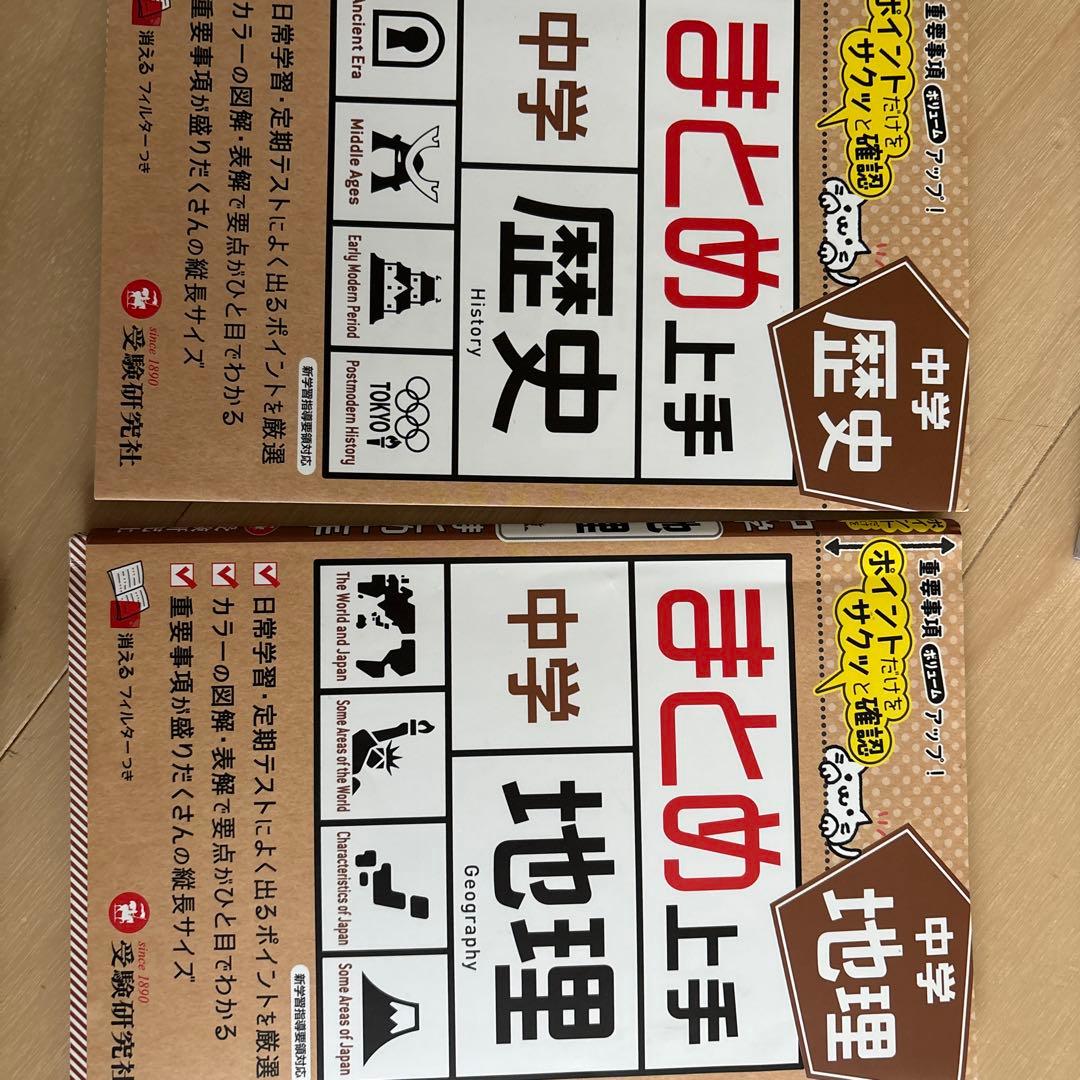 重要事項 ボリューム アップ!
ポイントだけを
サクッと確認
中学
歴史
まとめ上手
中学
歴史
History
Ancient Era
Middle Ages
Early Modern Period
Postmodern History
TOKYO
新学習指導要領対応
日常学習・定期テストによく出るポイントを厳選
カラーの図解・表解で要点がひと目でわかる
重要事項が盛りだくさんの縦長サイズ
消える フィルターつき
since 1890
受験研究社
地理
重要事項 ボリューム アップ!
ポイントだけを
サクッと確認
中学
地理
まとめ上手
中学
地理
Geography
The World and Japan
Some Areas of the World
Characteristics of Japan
Some Areas of Japan
新学習指導要領対応
日常学習・定期テストによく出るポイントを厳選
カラーの図解・表解で要点がひと目でわかる
重要事項が盛りだくさんの縦長サイズ
消える フィルターつき
since 1890
受験研究社